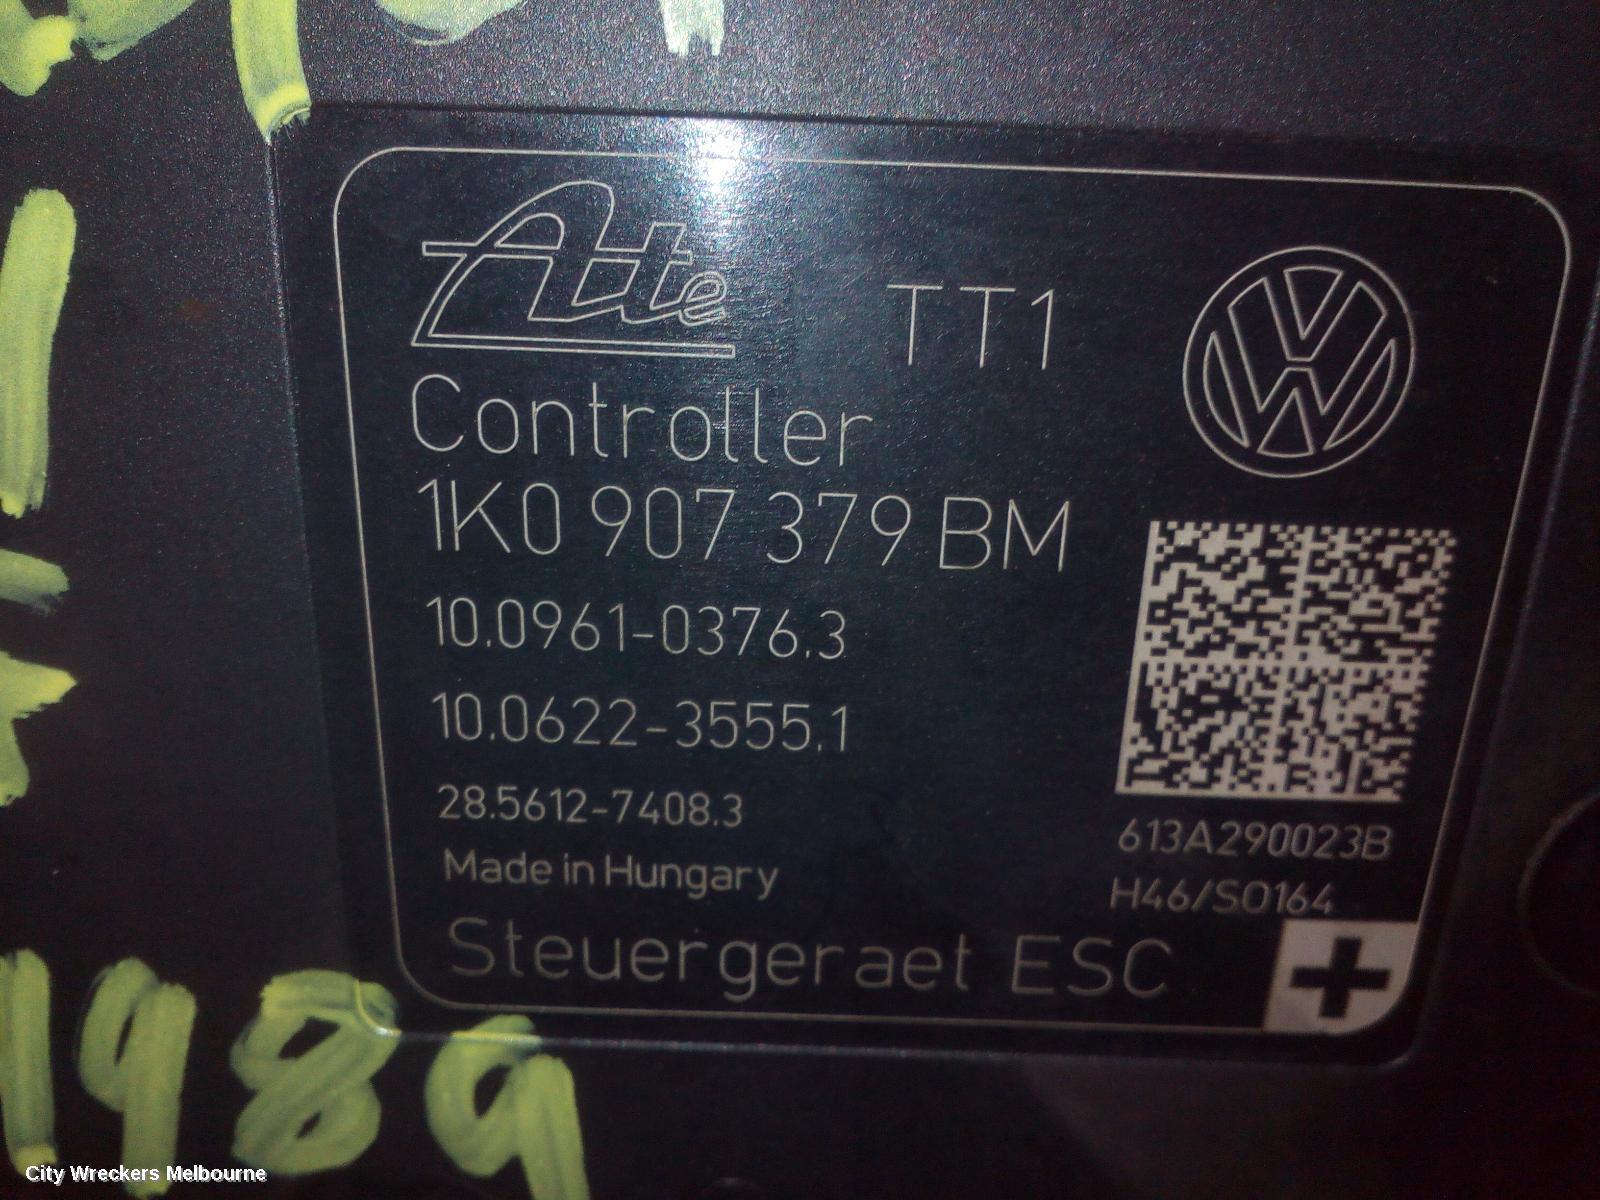 Ate TT1
Controller
1K0 907 379 BM
10.0961-0376.3
10.0622-3555.1
28.5612-7408.3
Made in Hungary
Steuergeraet ESC
613A290023B
H46/S0164
1989
City Wreckers Melbourne